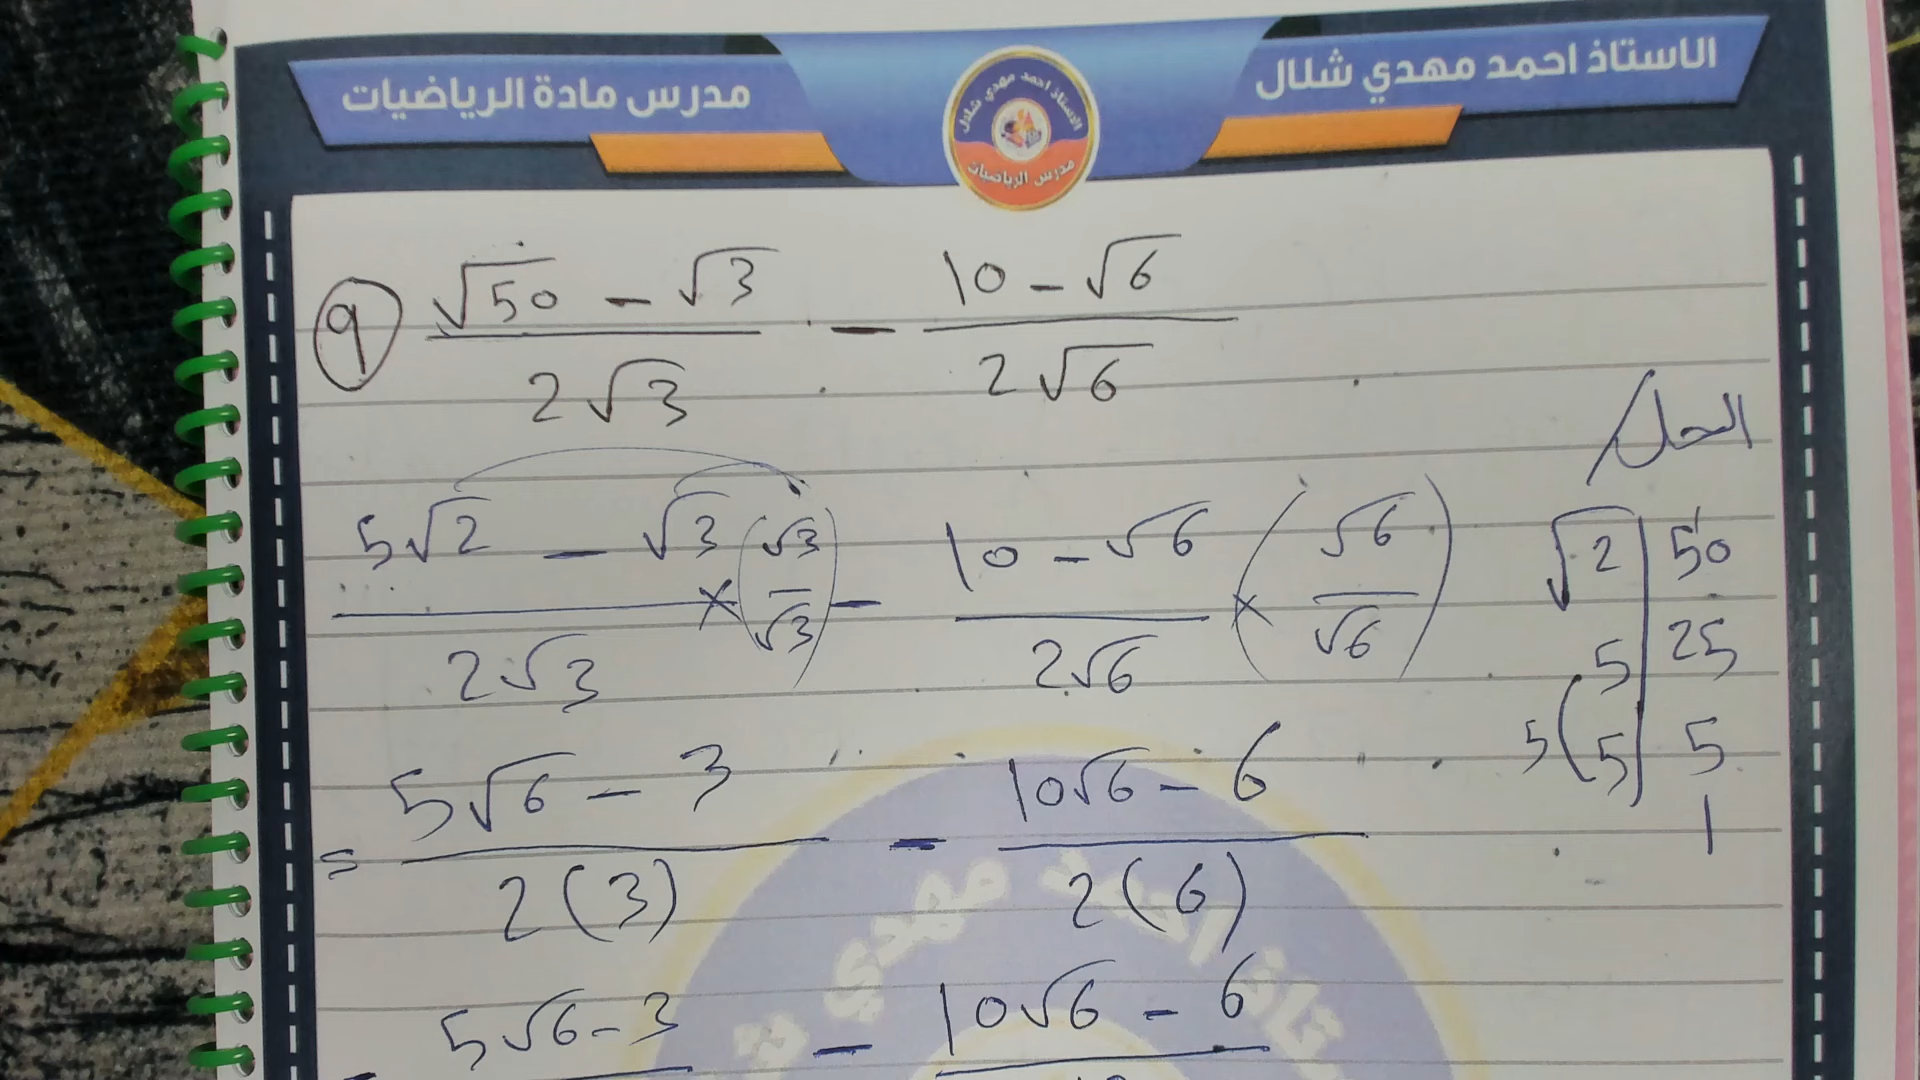 الاستاذ احمد مهدي شلال
مدرس مادة الرياضيات
الاستاذ احمد مهدي شلال
مدرس الرياضيات
⑨ (√50 - √3)/(2√3) - (10 - √6)/(2√6)
الحل
(5√2 - √3)/(2√3) × (√3/√3) - (10 - √6)/(2√6) × (√6/√6)
√2 | 50
5 | 25
5 ( 5 | 5
1
= (5√6 - 3)/(2(3)) - (10√6 - 6)/(2(6))
= 5√6 - 3 - 10√6 - 6